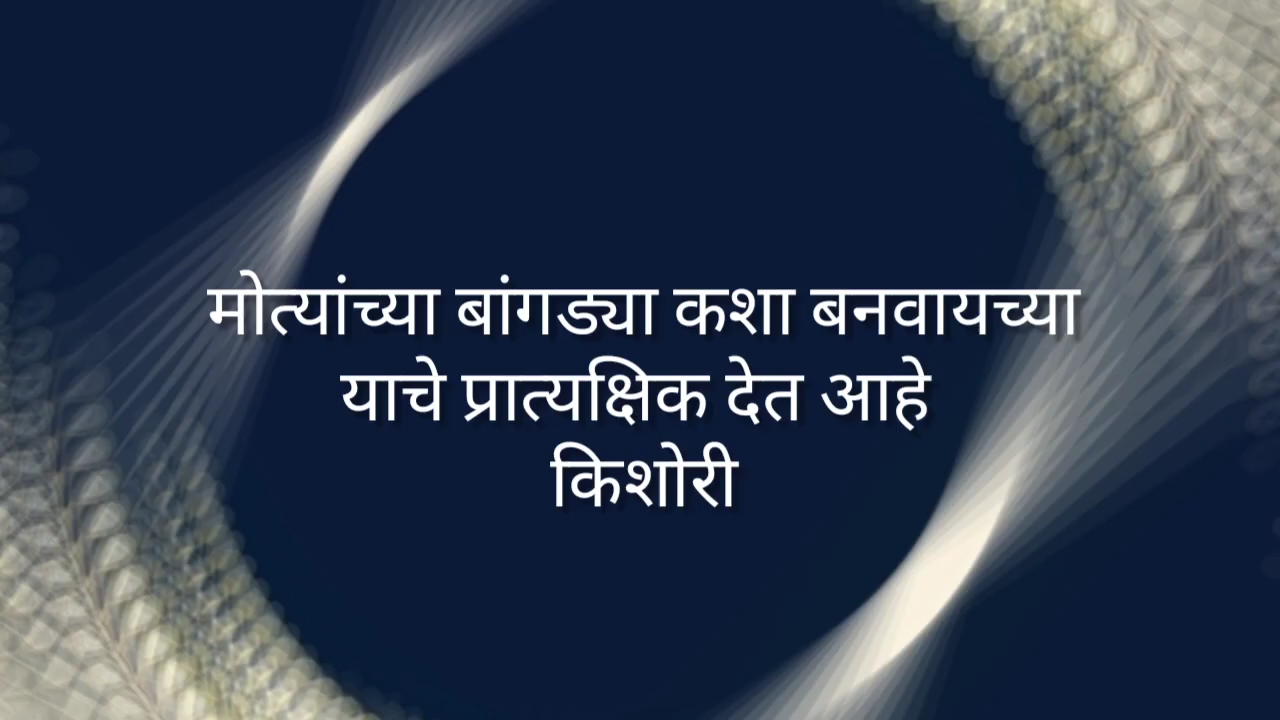 मोत्यांच्या बांगड्या कशा बनवायच्या
याचे प्रात्यक्षिक देत आहे
किशोरी